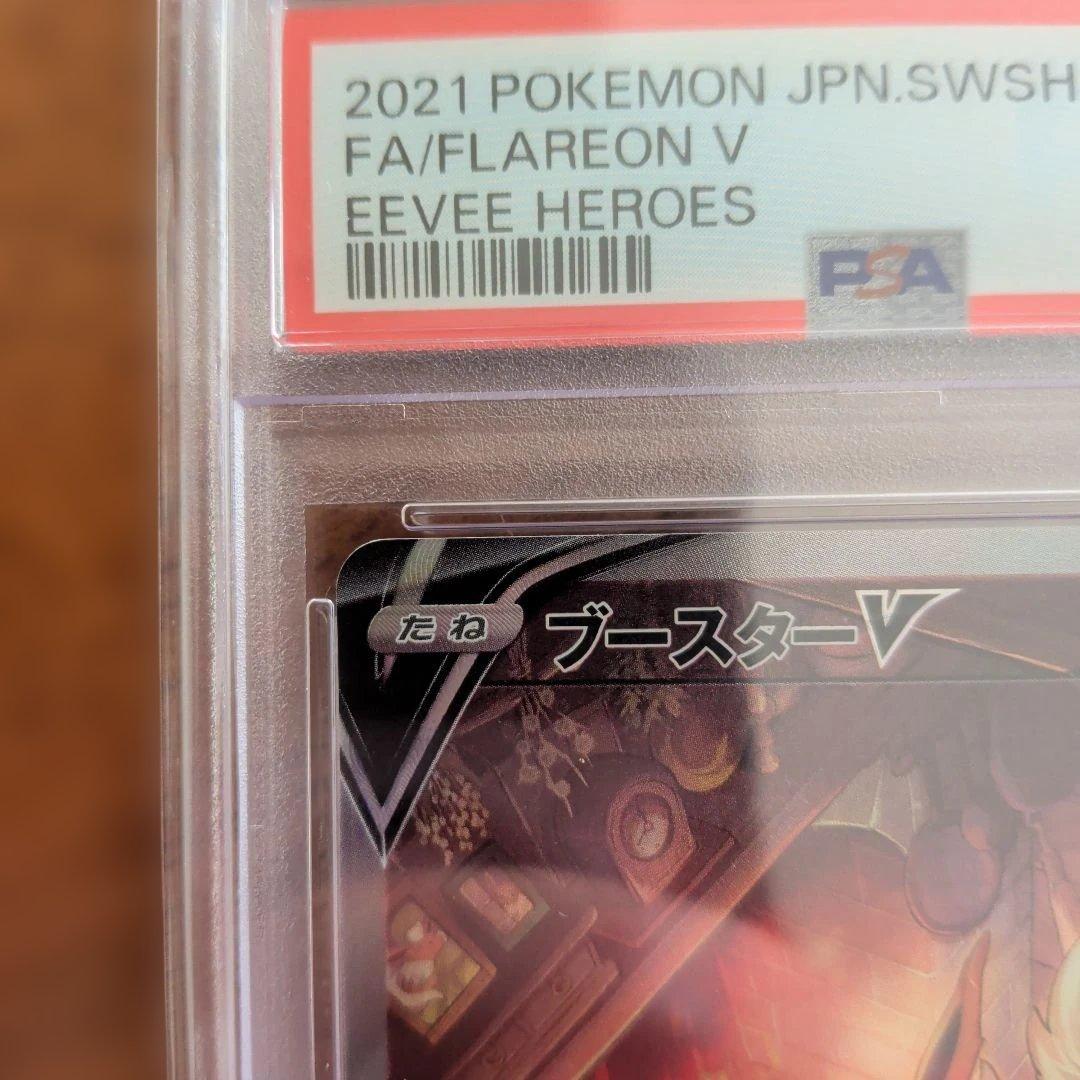 2021 POKEMON JPN.SWSH
FA/FLAREON V
EEVEE HEROES
PSA
たね ブースターV